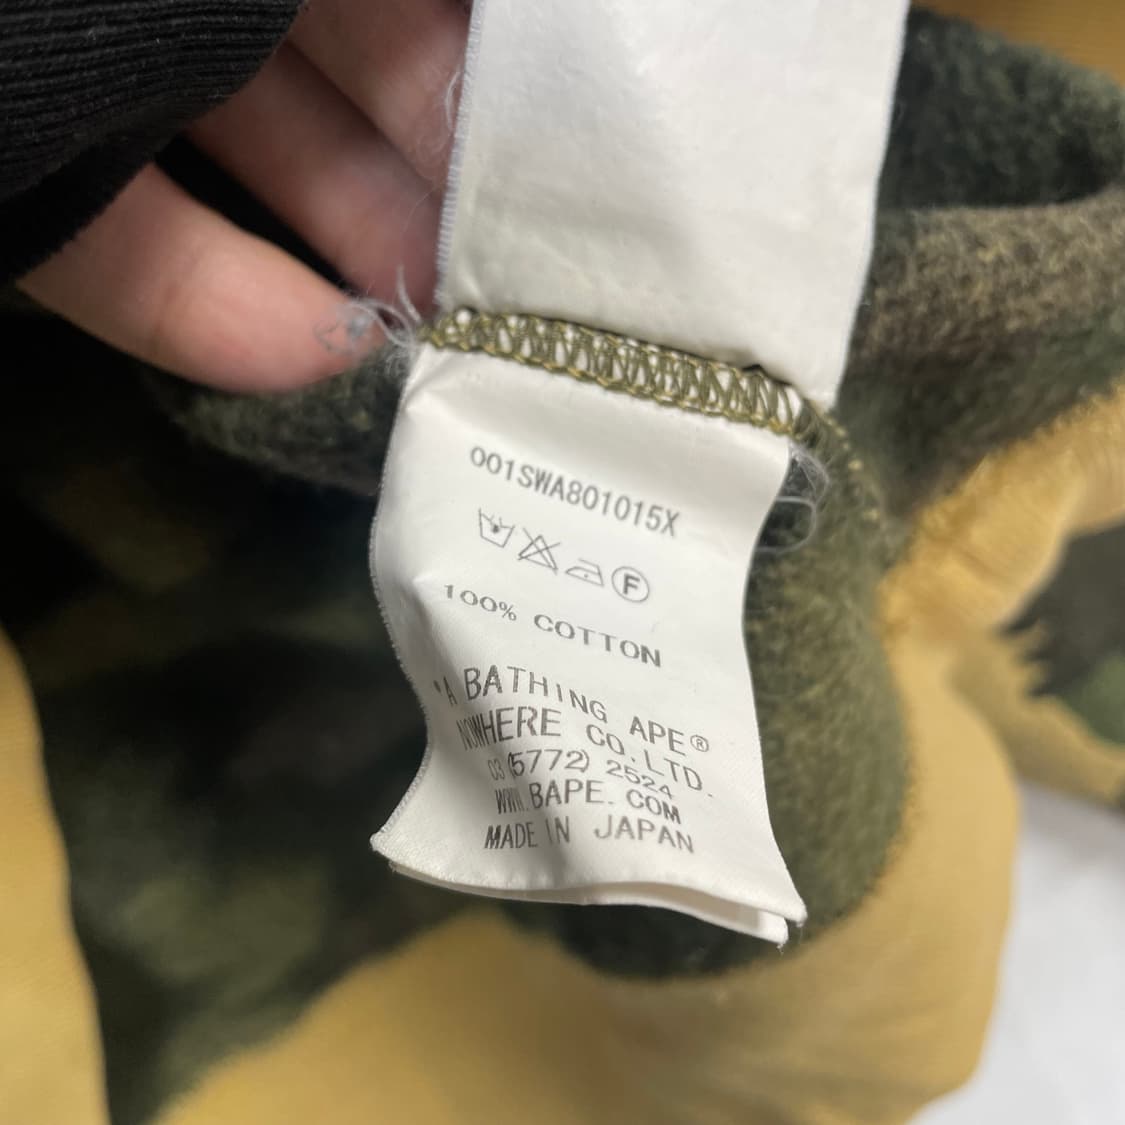 001SWA801015X
F
100% COTTON
*A BATHING APE®
NOWHERE CO.,LTD.
03(5772)2524
WWW.BAPE.COM
MADE IN JAPAN